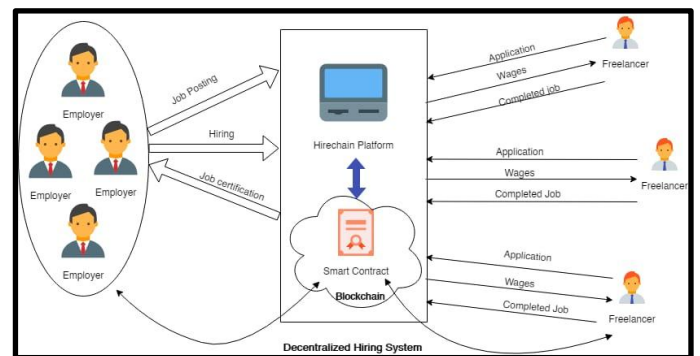 Employer
Employer
Employer
Employer
Job Posting
Hiring
Job certification
Hirechain Platform
Smart Contract
Blockchain
Application
Wages
Completed job
Freelancer
Application
Wages
Completed Job
Freelancer
Application
Wages
Completed Job
Freelancer
Decentralized Hiring System